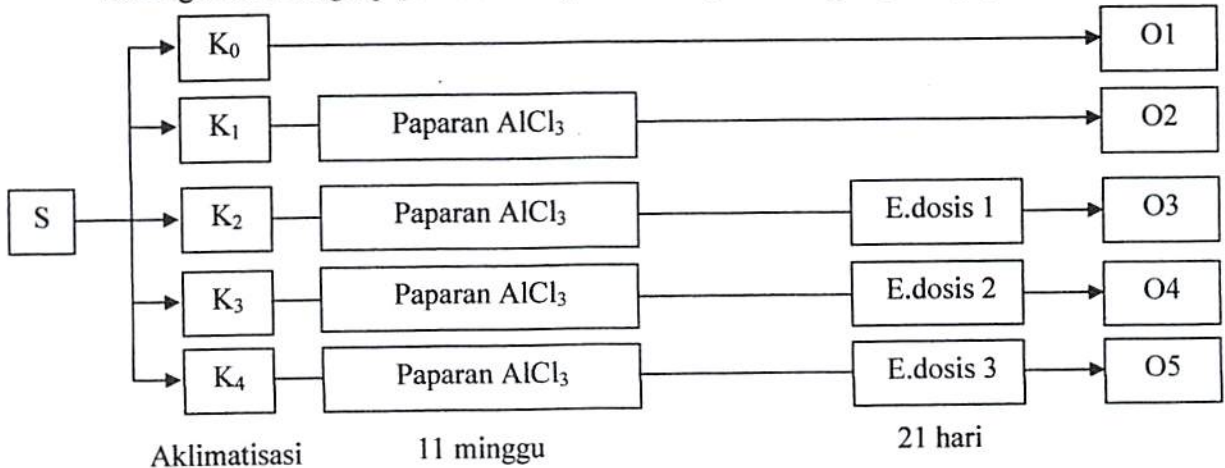 K₀ O1
K₁ Paparan AlCl₃ O2
S K₂ Paparan AlCl₃ E.dosis 1 O3
K₃ Paparan AlCl₃ E.dosis 2 O4
K₄ Paparan AlCl₃ E.dosis 3 O5
Aklimatisasi 11 minggu 21 hari